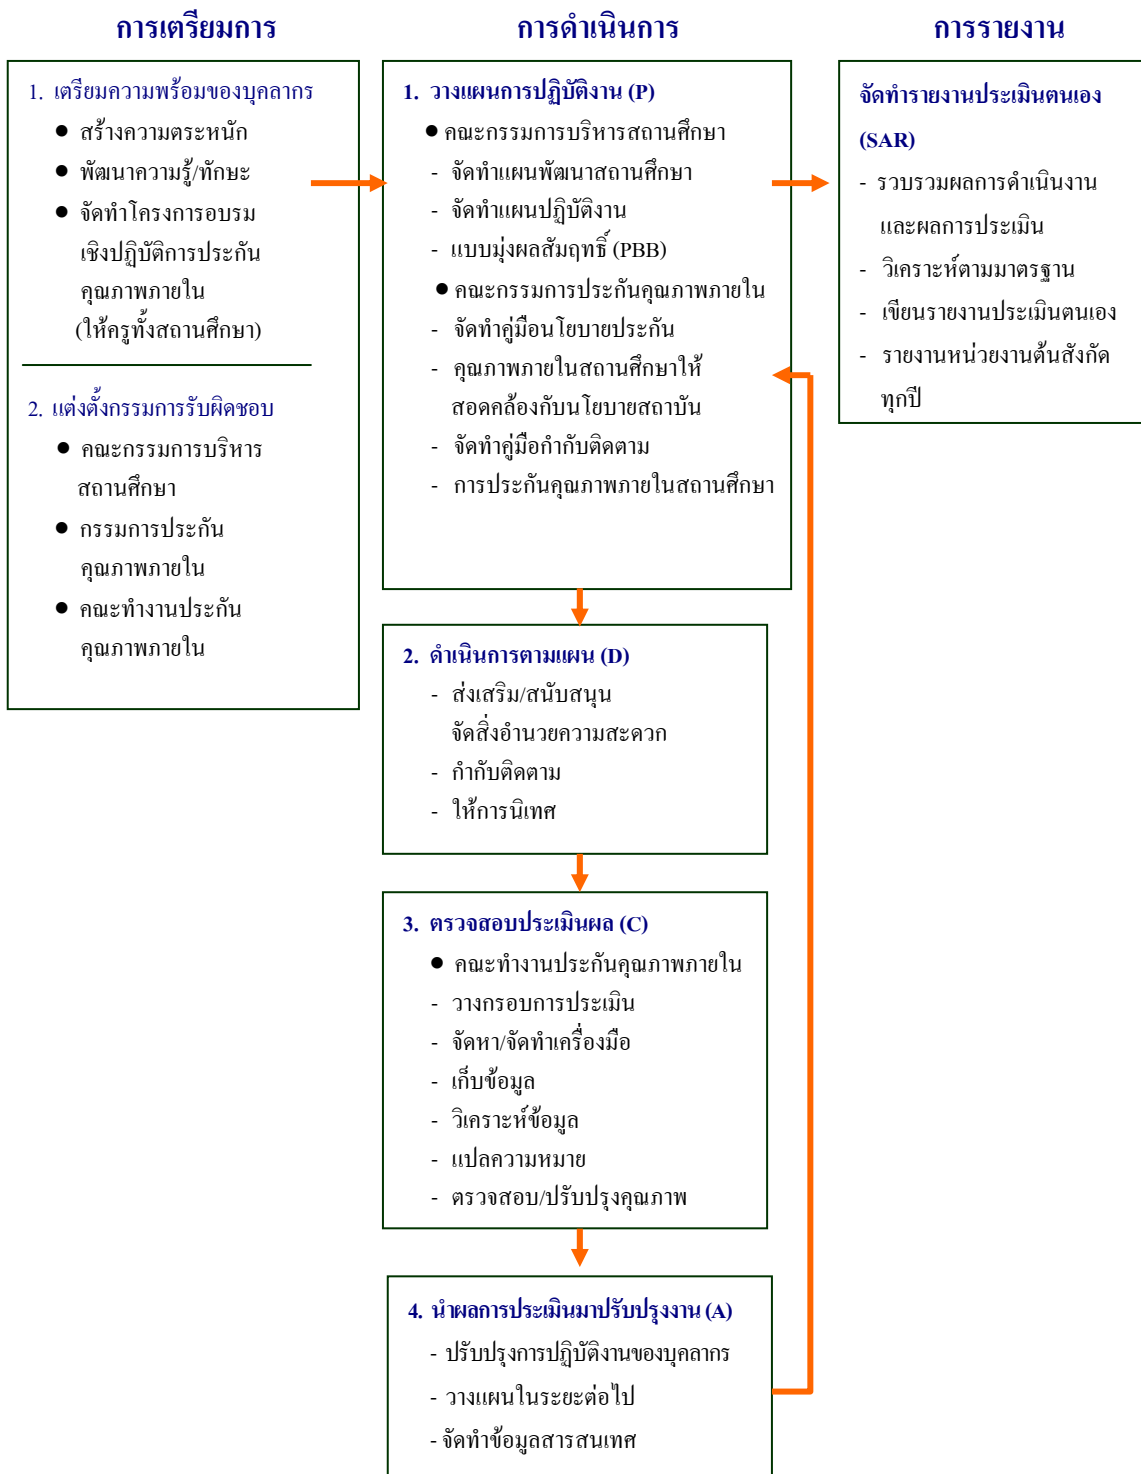 การเตรียมการ
1. เตรียมความพร้อมของบุคลากร
● สร้างความตระหนัก
● พัฒนาความรู้/ทักษะ
● จัดทำโครงการอบรม
เชิงปฏิบัติการประกัน
คุณภาพภายใน
(ให้ครูทั้งสถานศึกษา)
2. แต่งตั้งกรรมการรับผิดชอบ
● คณะกรรมการบริหาร
สถานศึกษา
● กรรมการประกัน
คุณภาพภายใน
● คณะทำงานประกัน
คุณภาพภายใน
การดำเนินการ
1. วางแผนการปฏิบัติงาน (P)
● คณะกรรมการบริหารสถานศึกษา
- จัดทำแผนพัฒนาสถานศึกษา
- จัดทำแผนปฏิบัติงาน
- แบบมุ่งผลสัมฤทธิ์ (PBB)
● คณะกรรมการประกันคุณภาพภายใน
- จัดทำคู่มือนโยบายประกัน
- คุณภาพภายในสถานศึกษาให้
สอดคล้องกับนโยบายสถาบัน
- จัดทำคู่มือกำกับติดตาม
- การประกันคุณภาพภายในสถานศึกษา
2. ดำเนินการตามแผน (D)
- ส่งเสริม/สนับสนุน
จัดสิ่งอำนวยความสะดวก
- กำกับติดตาม
- ให้การนิเทศ
3. ตรวจสอบประเมินผล (C)
● คณะทำงานประกันคุณภาพภายใน
- วางกรอบการประเมิน
- จัดหา/จัดทำเครื่องมือ
- เก็บข้อมูล
- วิเคราะห์ข้อมูล
- แปลความหมาย
- ตรวจสอบ/ปรับปรุงคุณภาพ
4. นำผลการประเมินมาปรับปรุงงาน (A)
- ปรับปรุงการปฏิบัติงานของบุคลากร
- วางแผนในระยะต่อไป
- จัดทำข้อมูลสารสนเทศ
การรายงาน
จัดทำรายงานประเมินตนเอง
(SAR)
- รวบรวมผลการดำเนินงาน
และผลการประเมิน
- วิเคราะห์ตามมาตรฐาน
- เขียนรายงานประเมินตนเอง
- รายงานหน่วยงานต้นสังกัด
ทุกปี